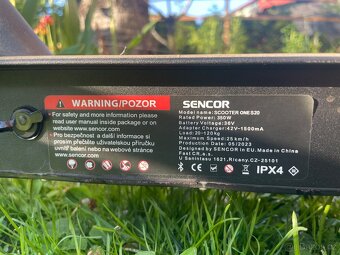 WARNING/POZOR
For safety and more information please
read user manual inside package or on
website www.sencor.com
Pro bezpečnost a další informace si
prosím přečtěte uživatelskou příručku
uvnitř balení nebo na webové stránce
www.sencor.com
SENCOR
Model Name: SCOOTER ONE S20
Rated Power: 350W
Battery Voltage: 36V
Adapter Charger: 42V-1500mA
Load: 20-120kg
Maximum Speed: 25km/h
Production Date: 05/2023
Designed by SENCOR in EU. Made in China.
Fast CR, a.s.
U Sanitasu 1621, Ricany, CZ-25101
IPX4